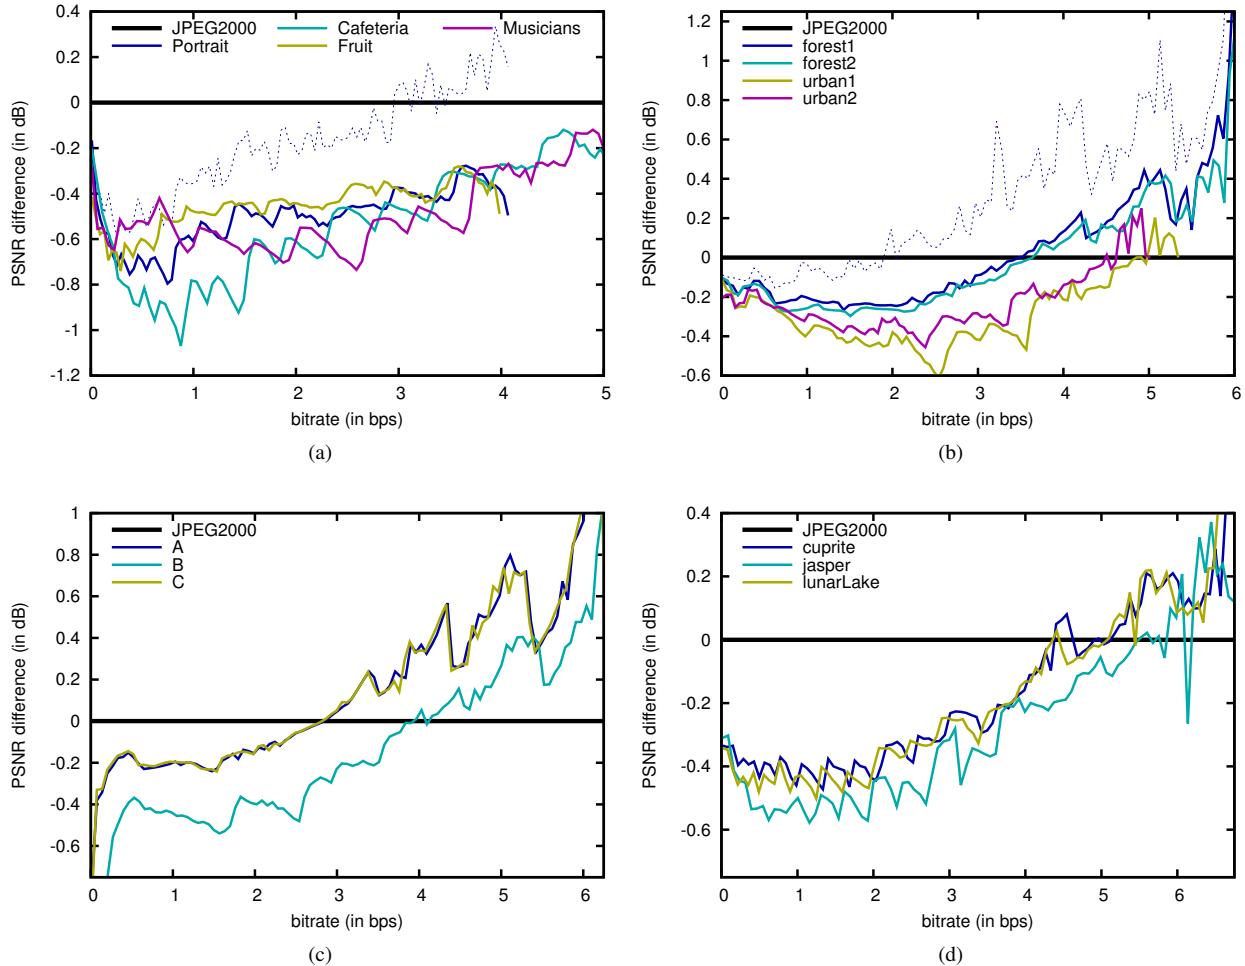 JPEG2000 Cafeteria Musicians
Portrait Fruit
0.4
0.2
0
-0.2
-0.4
-0.6
-0.8
-1
-1.2
PSNR difference (in dB)
0 1 2 3 4 5
bitrate (in bps)
(a)
JPEG2000
forest1
forest2
urban1
urban2
1.2
1
0.8
0.6
0.4
0.2
0
-0.2
-0.4
-0.6
PSNR difference (in dB)
0 1 2 3 4 5 6
bitrate (in bps)
(b)
JPEG2000
A
B
C
1
0.8
0.6
0.4
0.2
0
-0.2
-0.4
-0.6
PSNR difference (in dB)
0 1 2 3 4 5 6
bitrate (in bps)
(c)
JPEG2000
cuprite
jasper
lunarLake
0.4
0.2
0
-0.2
-0.4
-0.6
PSNR difference (in dB)
0 1 2 3 4 5 6
bitrate (in bps)
(d)